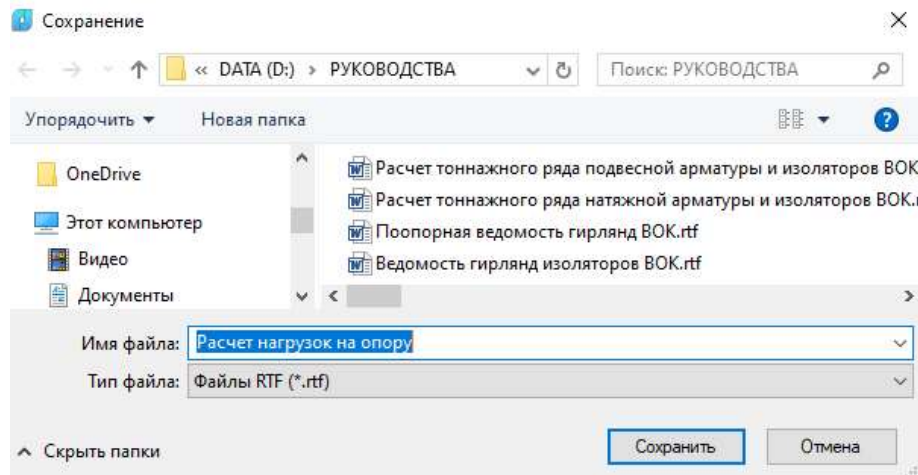 Сохранение
« DATA (D:) › РУКОВОДСТВА
Поиск: РУКОВОДСТВА
Упорядочить
Новая папка
?
OneDrive
Этот компьютер
Видео
Документы
Расчет тоннажного ряда подвесной арматуры и изоляторов ВОК
Расчет тоннажного ряда натяжной арматуры и изоляторов ВОК.r
Поопорная ведомость гирлянд ВОК.rtf
Ведомость гирлянд изоляторов ВОК.rtf
Имя файла: Расчет нагрузок на опору
Тип файла: Файлы RTF (*.rtf)
Скрыть папки
Сохранить
Отмена